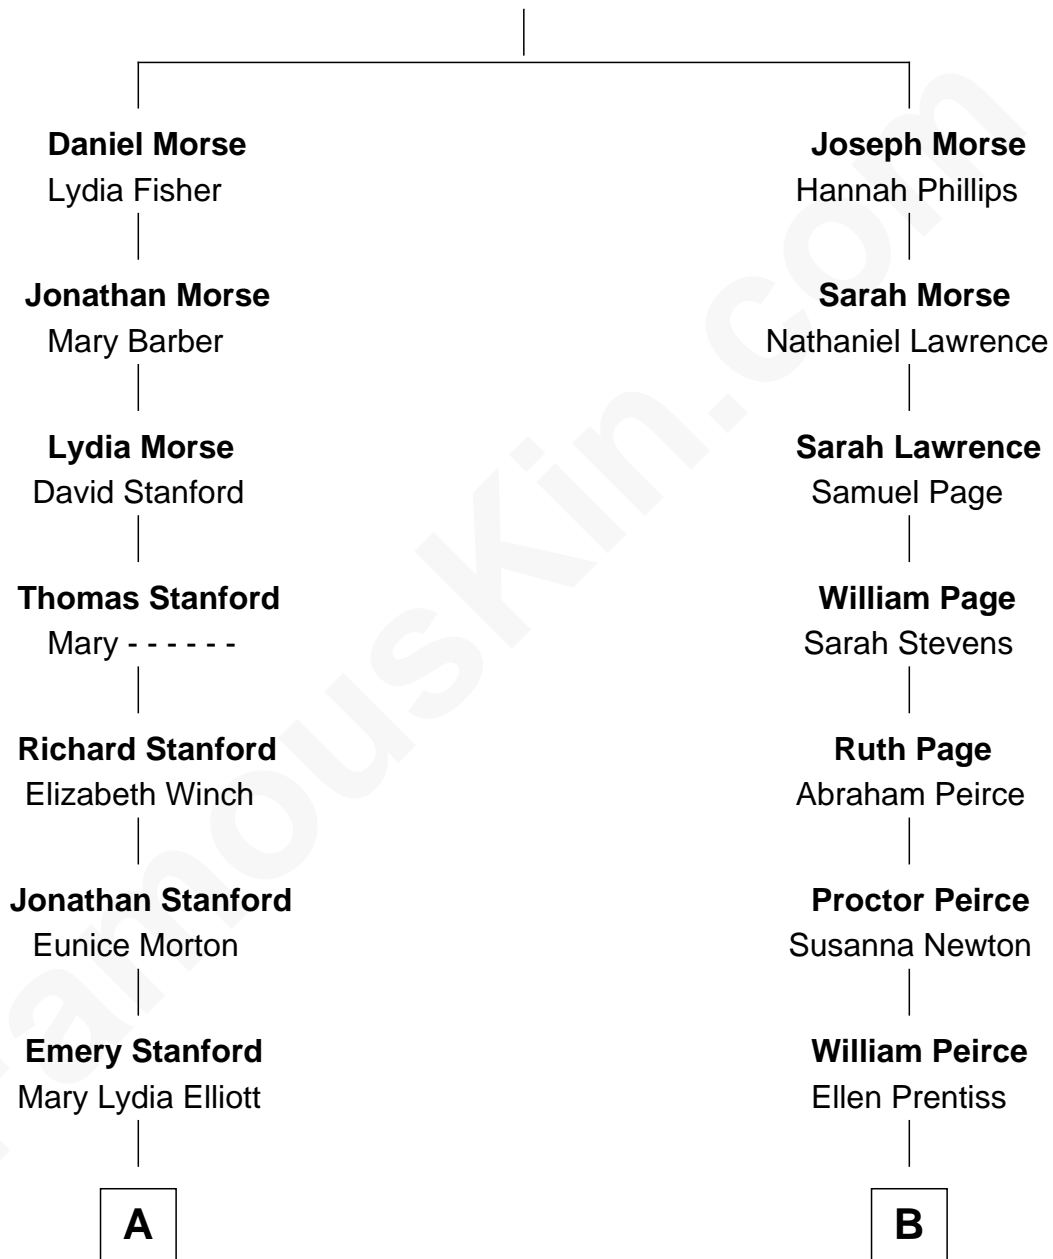 Daniel Morse
Lydia Fisher
Jonathan Morse
Mary Barber
Lydia Morse
David Stanford
Thomas Stanford
Mary - - - - - -
Richard Stanford
Elizabeth Winch
Jonathan Stanford
Eunice Morton
Emery Stanford
Mary Lydia Elliott
A
Joseph Morse
Hannah Phillips
Sarah Morse
Nathaniel Lawrence
Sarah Lawrence
Samuel Page
William Page
Sarah Stevens
Ruth Page
Abraham Peirce
Proctor Peirce
Susanna Newton
William Peirce
Ellen Prentiss
B
FamousKin.com